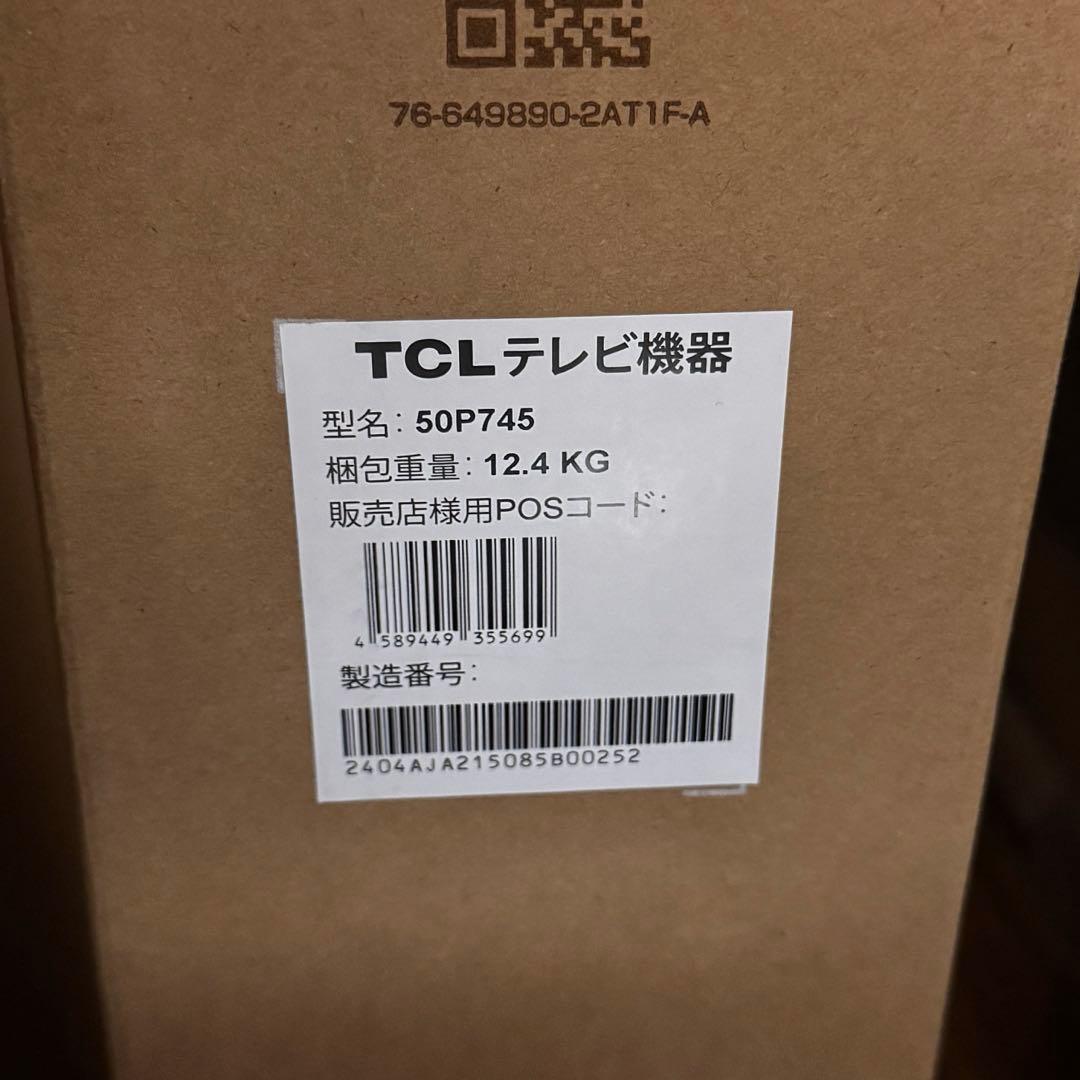 76-649890-2AT1F-A
TCLテレビ機器
型名: 50P745
梱包重量: 12.4 KG
販売店様用POSコード:
4 589449 355699
製造番号:
2404AJA215085B00252